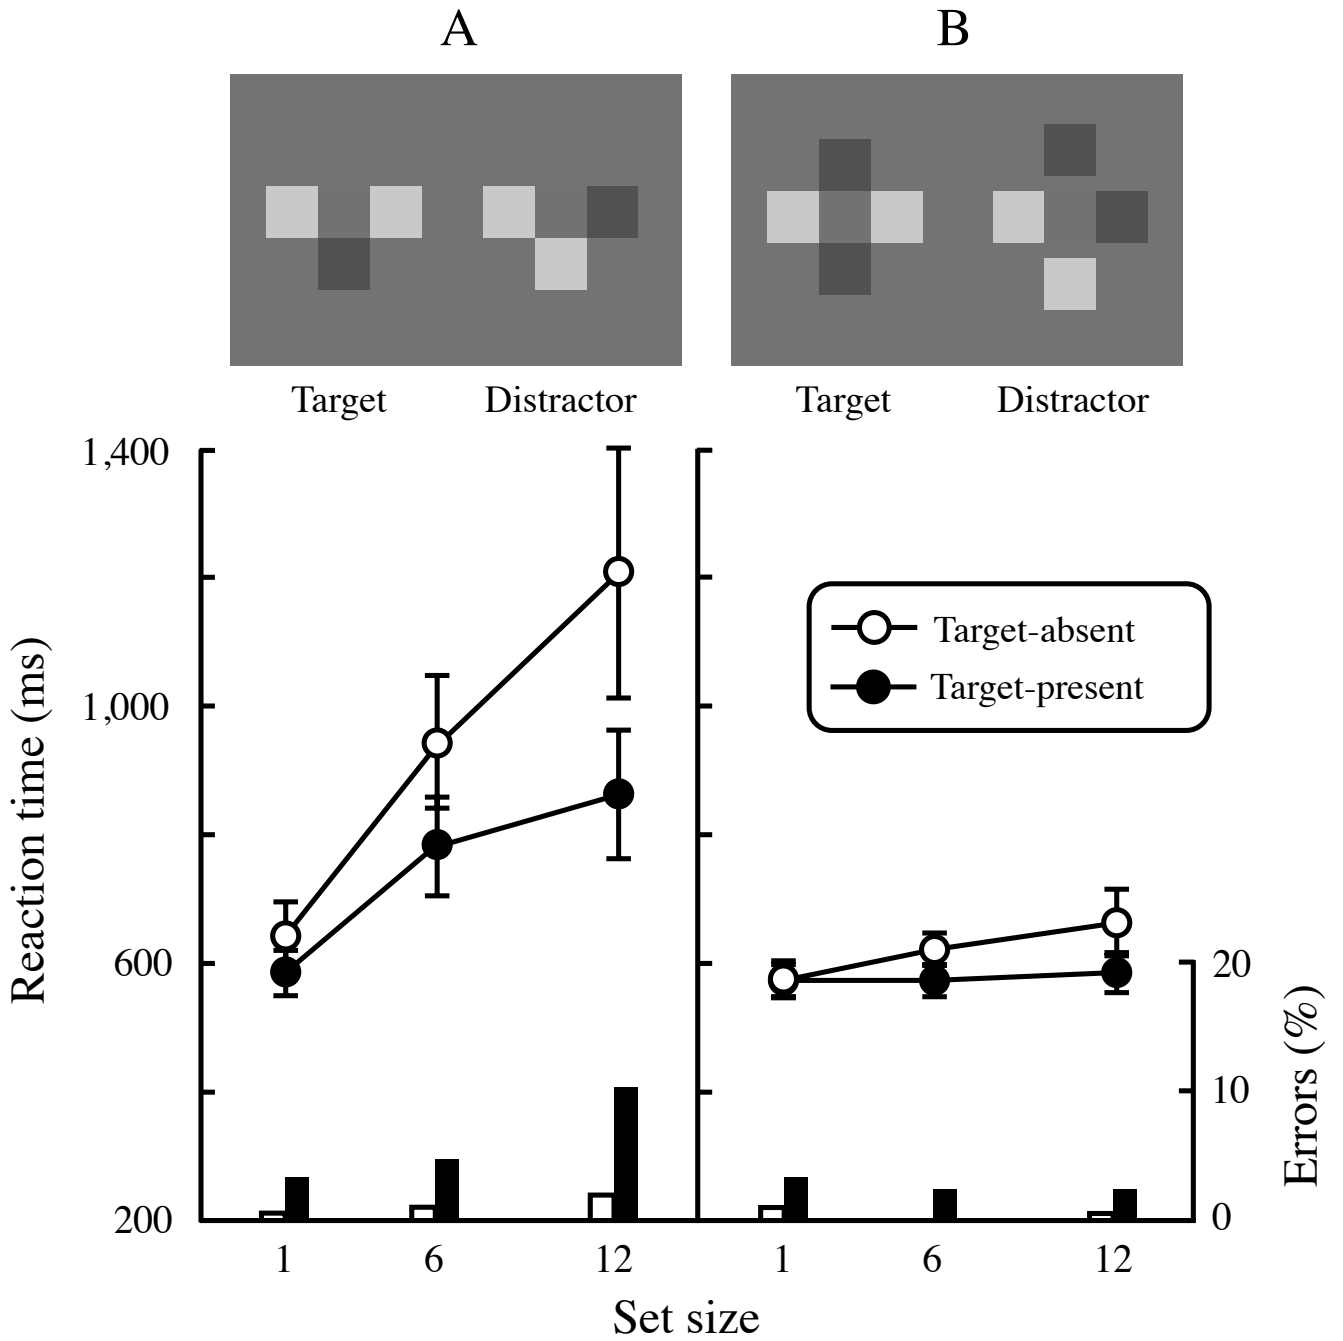 A
B
Target
Distractor
Target
Distractor
1,400
1,000
600
200
Reaction time (ms)
Target-absent
Target-present
20
10
0
Errors (%)
1
6
12
1
6
12
Set size